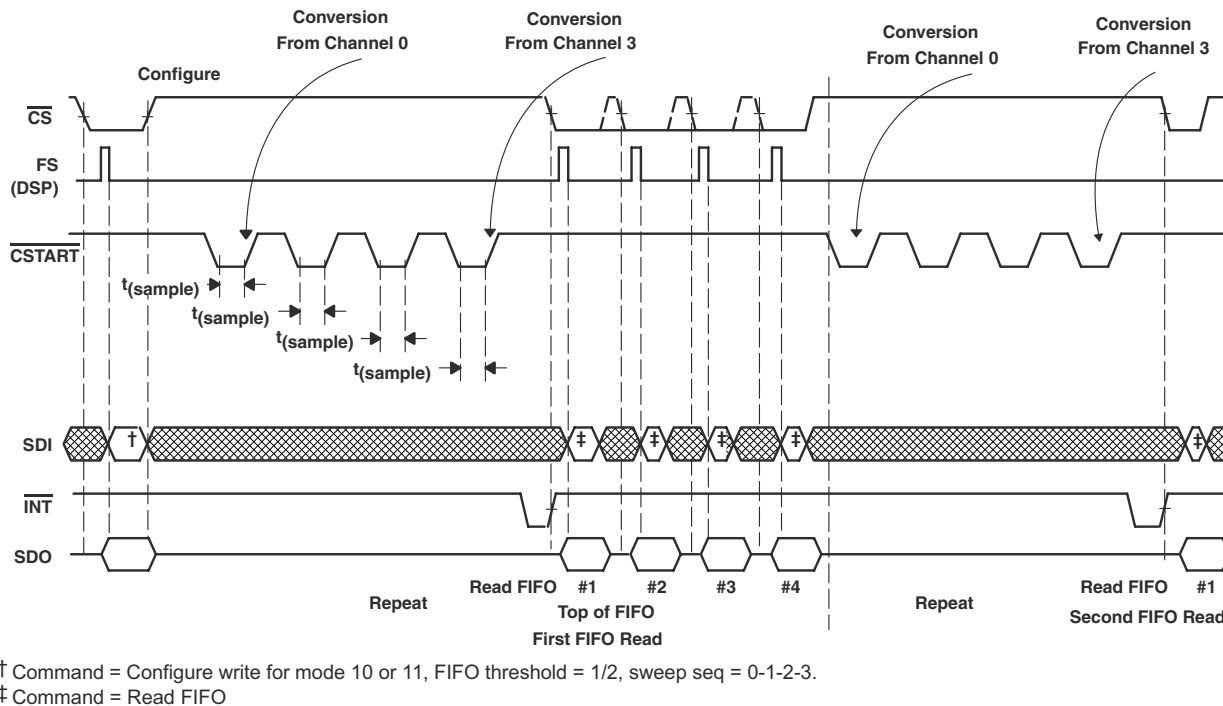 Conversion
From Channel 0
Conversion
From Channel 3
Conversion
From Channel 0
Conversion
From Channel 3
Configure
CS
FS
(DSP)
CSTART
t(sample)
t(sample)
t(sample)
t(sample)
SDI
†
‡
‡
‡
‡
‡
INT
SDO
Repeat
Read FIFO
#1
#2
#3
#4
Top of FIFO
First FIFO Read
Repeat
Read FIFO
#1
Second FIFO Read
† Command = Configure write for mode 10 or 11, FIFO threshold = 1/2, sweep seq = 0-1-2-3.
‡ Command = Read FIFO